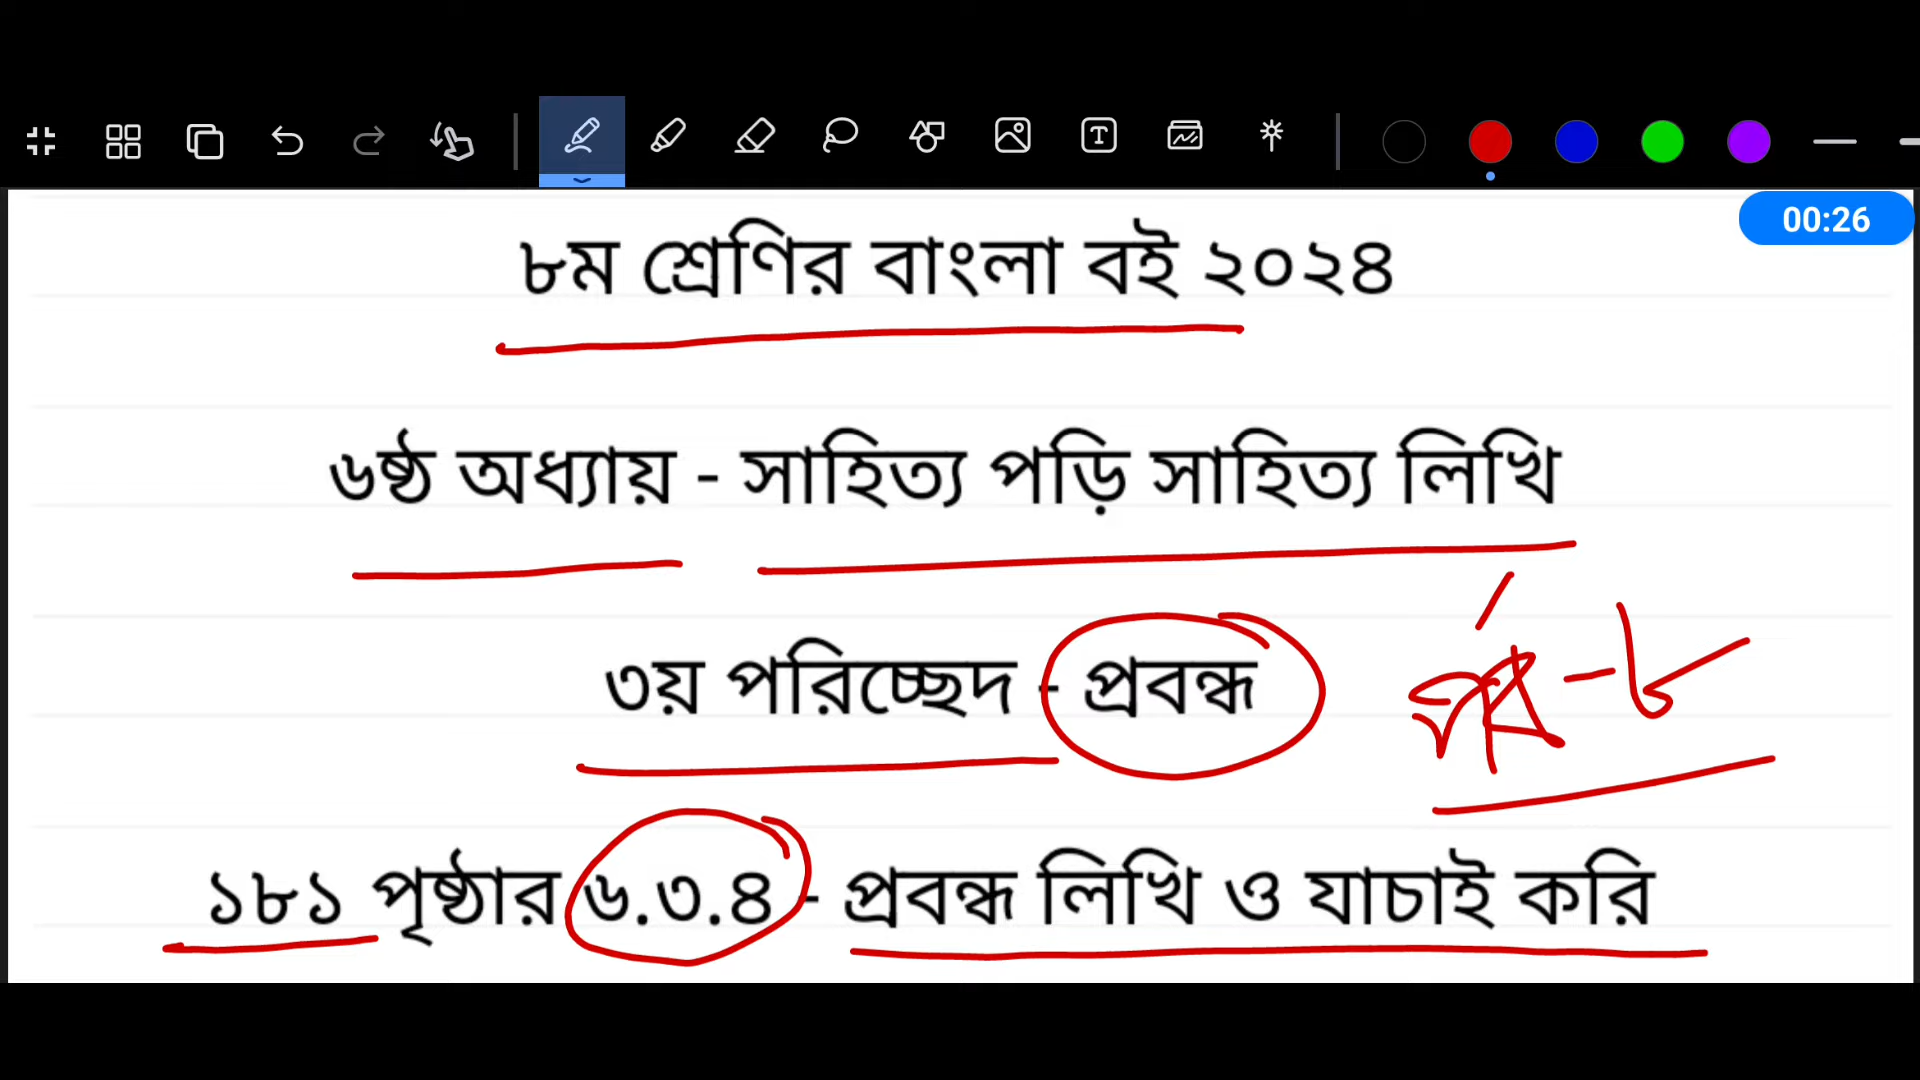 00:26
৮ম শ্রেণির বাংলা বই ২০২৪
৬ষ্ঠ অধ্যায় - সাহিত্য পড়ি সাহিত্য লিখি
৩য় পরিচ্ছেদ - প্রবন্ধ
১৮১ পৃষ্ঠার ৬.৩.৪ - প্রবন্ধ লিখি ও যাচাই করি